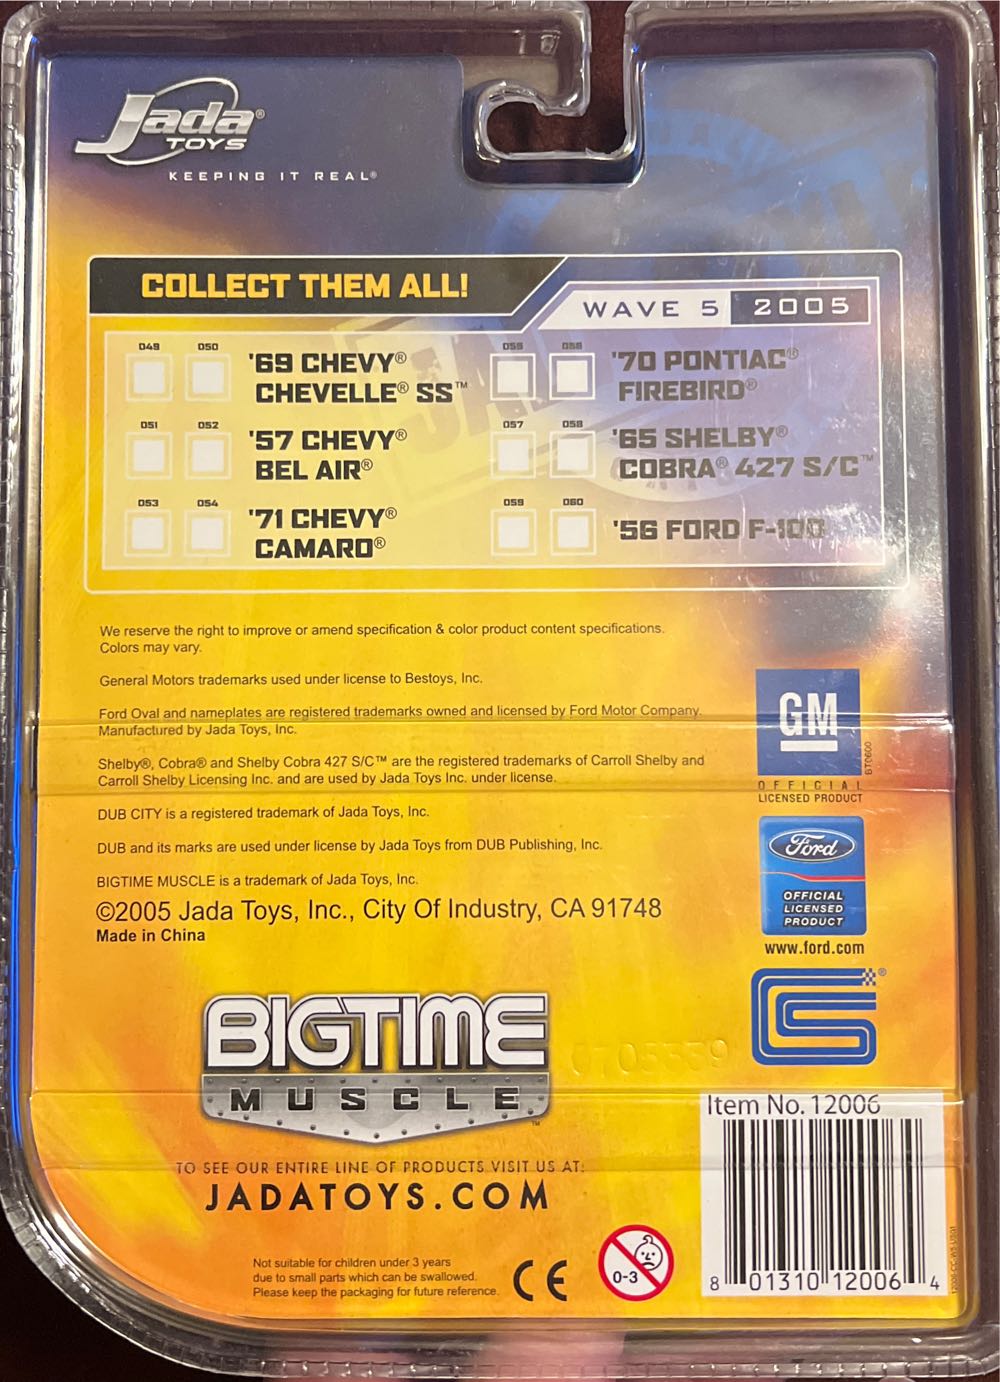 Jada®
TOYS
KEEPING IT REAL®
COLLECT THEM ALL!
WAVE 5 2005
049 050
'69 CHEVY®
CHEVELLE® SS™
051 052
'57 CHEVY®
BEL AIR®
053 054
'71 CHEVY®
CAMARO®
'70 PONTIAC®
FIREBIRD®
057 058
'65 SHELBY®
COBRA® 427 S/C™
059 060
'56 FORD F-100
We reserve the right to improve or amend specification & color product content specifications.
Colors may vary.
General Motors trademarks used under license to Bestoys, Inc.
Ford Oval and nameplates are registered trademarks owned and licensed by Ford Motor Company.
Manufactured by Jada Toys, Inc.
Shelby®, Cobra® and Shelby Cobra 427 S/C™ are the registered trademarks of Carroll Shelby and
Carroll Shelby Licensing Inc. and are used by Jada Toys Inc. under license.
DUB CITY is a registered trademark of Jada Toys, Inc.
DUB and its marks are used under license by Jada Toys from DUB Publishing, Inc.
BIGTIME MUSCLE is a trademark of Jada Toys, Inc.
©2005 Jada Toys, Inc., City Of Industry, CA 91748
Made in China
GM
OFFICIAL
LICENSED PRODUCT
Ford
OFFICIAL
LICENSED
PRODUCT
www.ford.com
CS®
BIGTIME
MUSCLE™
TO SEE OUR ENTIRE LINE OF PRODUCTS VISIT US AT:
JADATOYS.COM
Not suitable for children under 3 years
due to small parts which can be swallowed.
Please keep the packaging for future reference.
CE
0-3
Item No. 12006
8 01310 12006 4